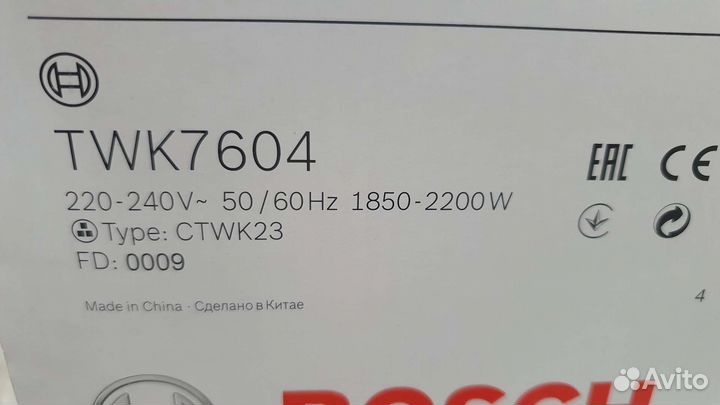 TWK7604
220-240V~ 50/60Hz 1850-2200W
Type: CTWK23
FD: 0009
Made in China · Сделано в Китае
EAC CE
4
BOSCH
Avito